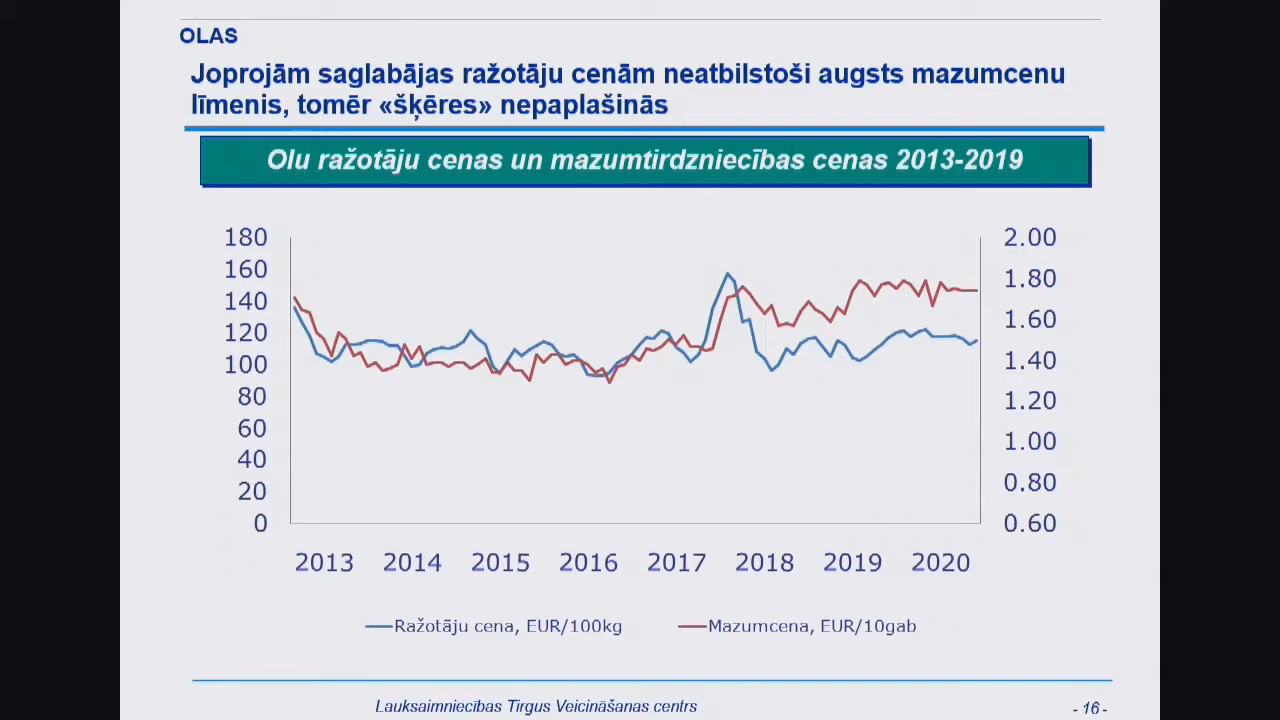 OLAS
Joprojām saglabājas ražotāju cenām neatbilstoši augsts mazumcenu
līmenis, tomēr «šķēres» nepaplašinās
Olu ražotāju cenas un mazumtirdzniecības cenas 2013-2019
180
160
140
120
100
80
60
40
20
0
2.00
1.80
1.60
1.40
1.20
1.00
0.80
0.60
2013 2014 2015 2016 2017 2018 2019 2020
Ražotāju cena, EUR/100kg
Mazumcena, EUR/10gab
Lauksaimniecības Tirgus Veicināšanas centrs
- 16 -